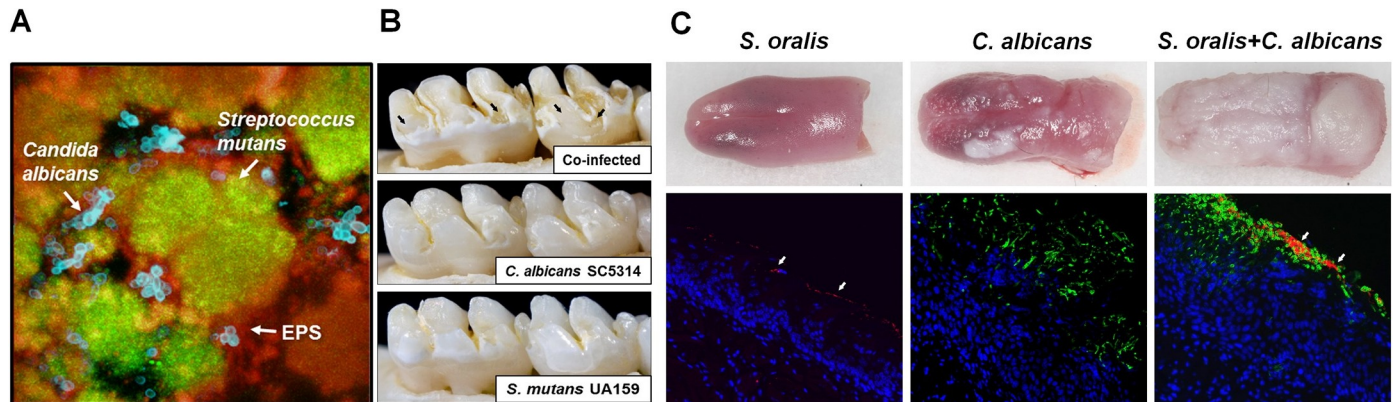 A
Candida
albicans
Streptococcus
mutans
EPS
B
Co-infected
C. albicans SC5314
S. mutans UA159
C
S. oralis
C. albicans
S. oralis+C. albicans